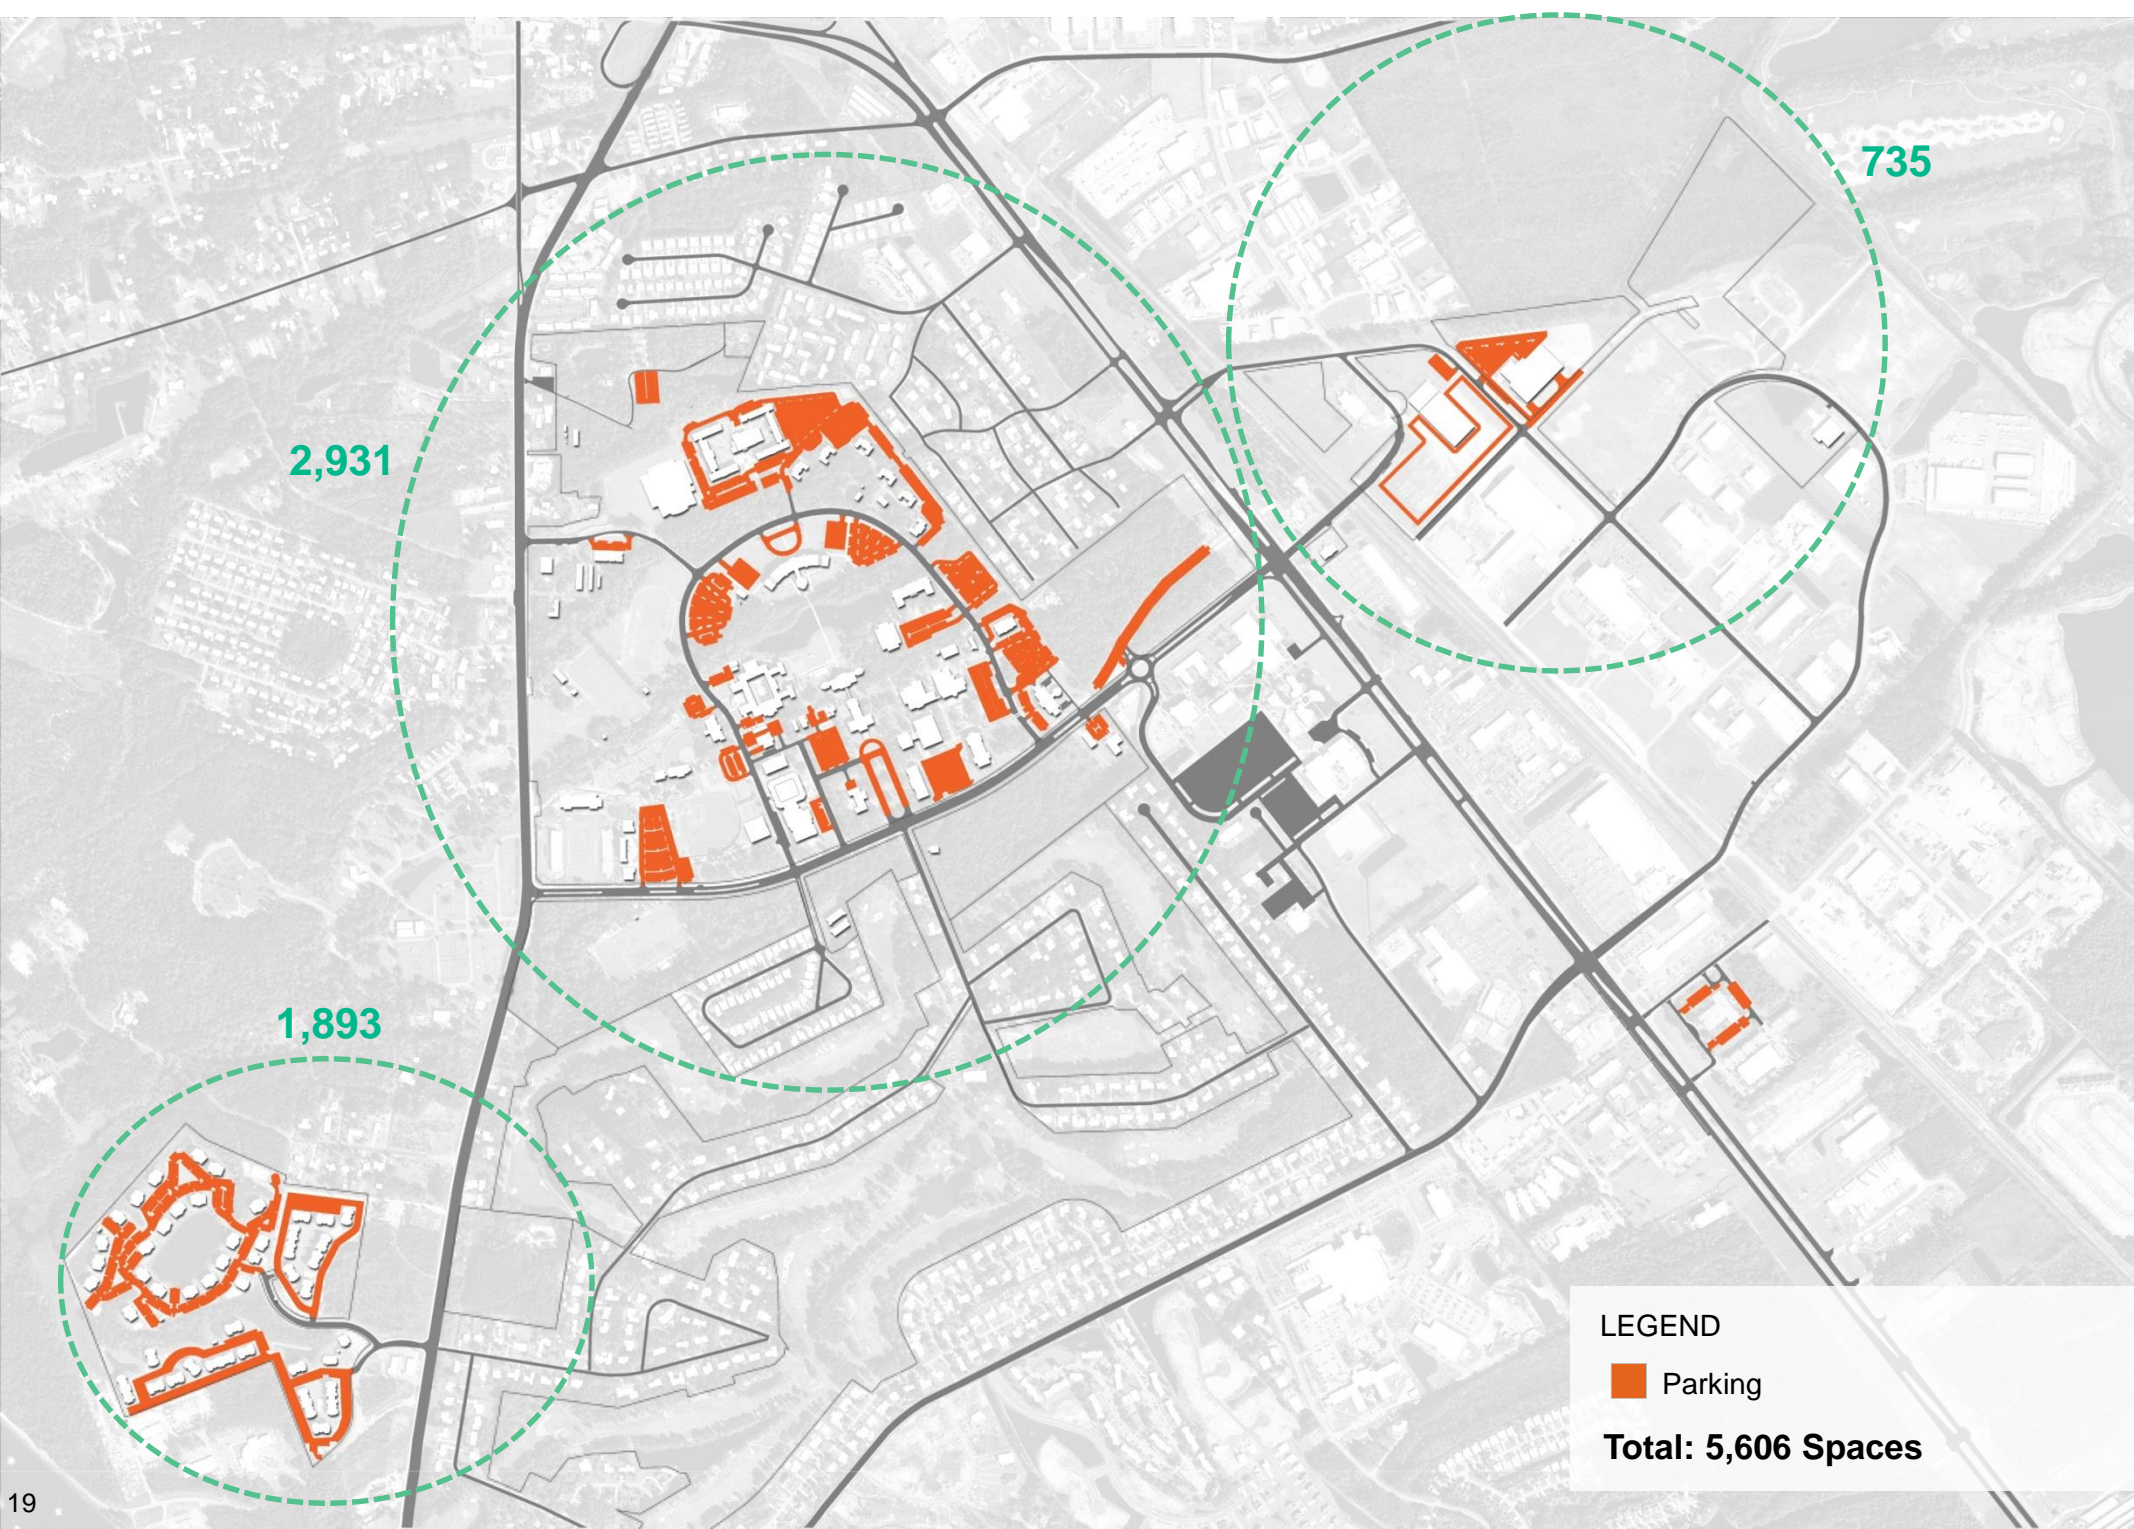 735
2,931
1,893
LEGEND
Parking
Total: 5,606 Spaces
19